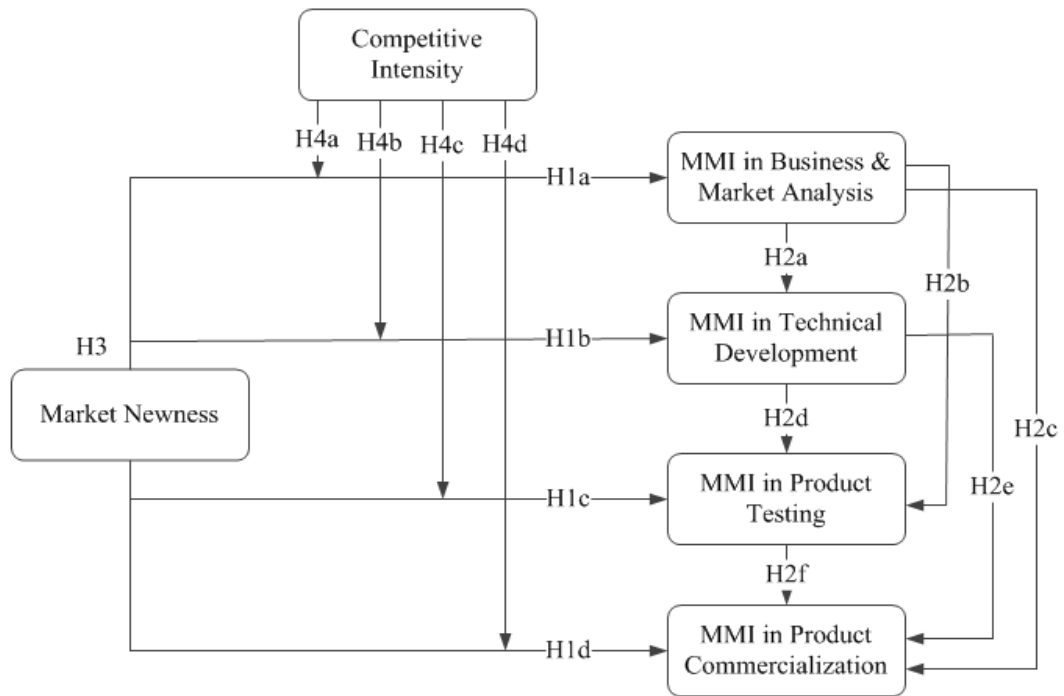 Competitive
Intensity
H4a
H4b
H4c
H4d
H1a
MMI in Business &
Market Analysis
H2a
H2b
H3
H1b
MMI in Technical
Development
Market Newness
H2d
H2c
H1c
MMI in Product
Testing
H2e
H2f
H1d
MMI in Product
Commercialization